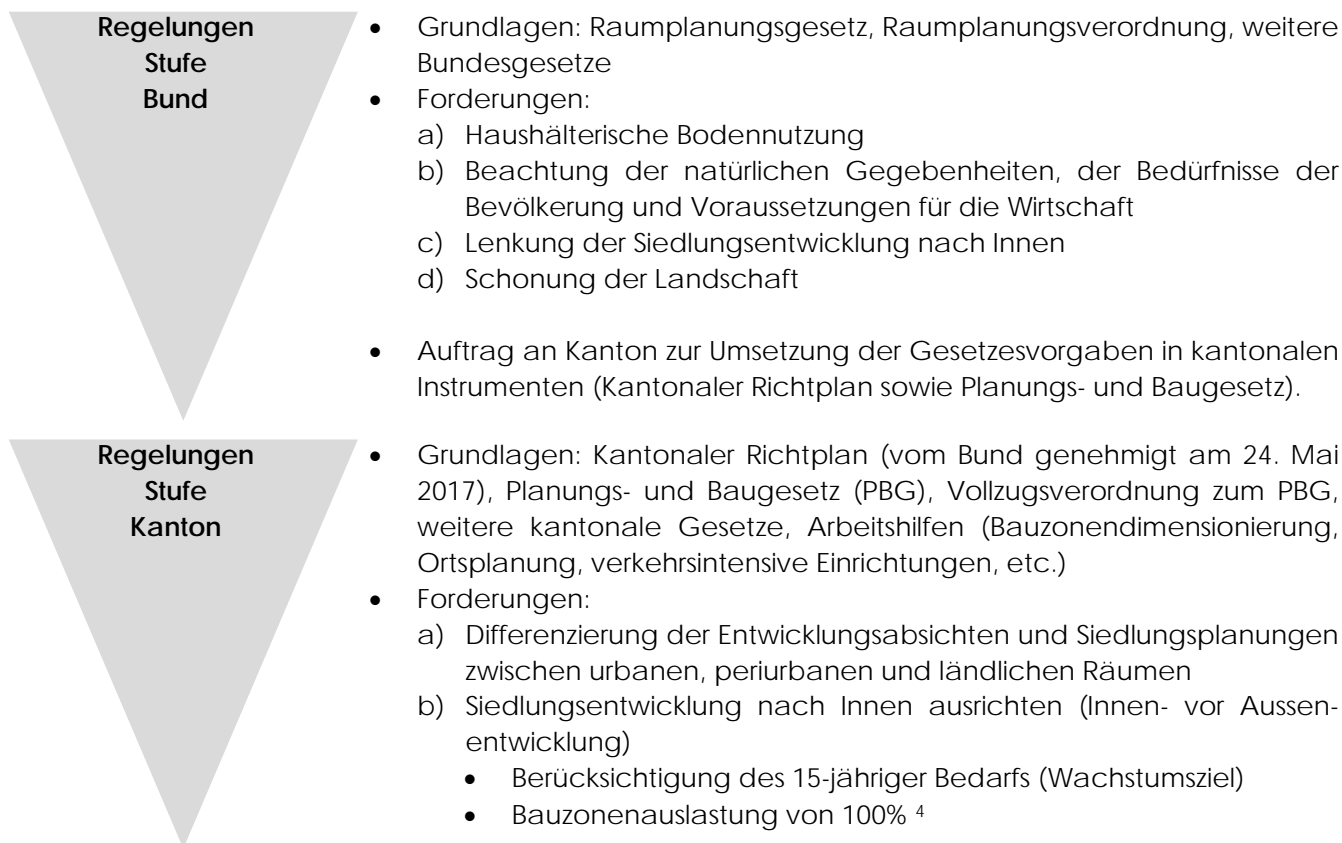 Regelungen
Stufe
Bund
• Grundlagen: Raumplanungsgesetz, Raumplanungsverordnung, weitere
Bundesgesetze
• Forderungen:
a) Haushälterische Bodennutzung
b) Beachtung der natürlichen Gegebenheiten, der Bedürfnisse der
Bevölkerung und Voraussetzungen für die Wirtschaft
c) Lenkung der Siedlungsentwicklung nach Innen
d) Schonung der Landschaft
• Auftrag an Kanton zur Umsetzung der Gesetzesvorgaben in kantonalen
Instrumenten (Kantonaler Richtplan sowie Planungs- und Baugesetz).
Regelungen
Stufe
Kanton
• Grundlagen: Kantonaler Richtplan (vom Bund genehmigt am 24. Mai
2017), Planungs- und Baugesetz (PBG), Vollzugsverordnung zum PBG,
weitere kantonale Gesetze, Arbeitshilfen (Bauzonendimensionierung,
Ortsplanung, verkehrsintensive Einrichtungen, etc.)
• Forderungen:
a) Differenzierung der Entwicklungsabsichten und Siedlungsplanungen
zwischen urbanen, periurbanen und ländlichen Räumen
b) Siedlungsentwicklung nach Innen ausrichten (Innen- vor Aussen-
entwicklung)
• Berücksichtigung des 15-jähriger Bedarfs (Wachstumsziel)
• Bauzonenauslastung von 100% ⁴